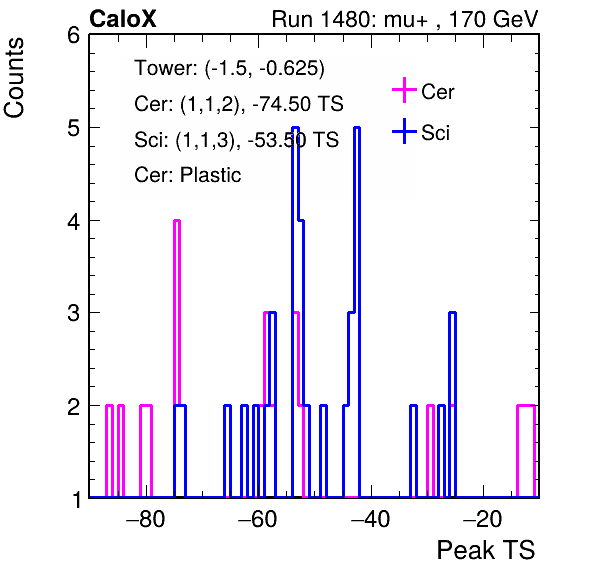 CaloX Run 1480: mu+ , 170 GeV
Counts
6
5
4
3
2
1
Tower: (-1.5, -0.625)
Cer: (1,1,2), -74.50 TS
Sci: (1,1,3), -53.50 TS
Cer: Plastic
Cer
Sci
−80 −60 −40 −20
Peak TS